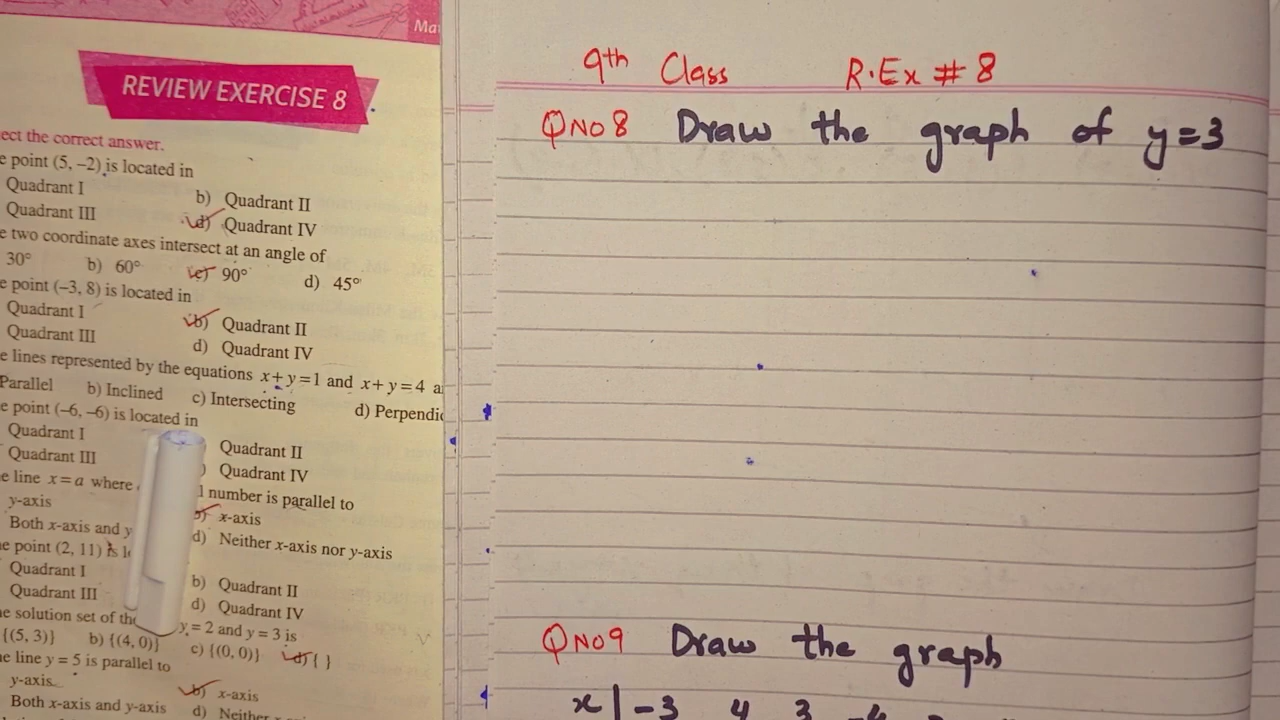 Ma
REVIEW EXERCISE 8
ect the correct answer.
e point (5, –2) is located in
Quadrant I b) Quadrant II
Quadrant III d) Quadrant IV
e two coordinate axes intersect at an angle of
30° b) 60° c) 90° d) 45°
e point (–3, 8) is located in
Quadrant I b) Quadrant II
Quadrant III d) Quadrant IV
e lines represented by the equations x+y=1 and x+y=4 a
Parallel b) Inclined c) Intersecting d) Perpendic
e point (–6, –6) is located in
Quadrant I Quadrant II
Quadrant III ) Quadrant IV
e line x=a where l number is parallel to
y-axis b) x-axis
Both x-axis and y d) Neither x-axis nor y-axis
e point (2, 11) is l
Quadrant I b) Quadrant II
Quadrant III d) Quadrant IV
e solution set of the y=2 and y=3 is
{(5, 3)} b) {(4, 0)} c) {(0, 0)} d) { }
e line y=5 is parallel to
y-axis b) x-axis
Both x-axis and y-axis d) Neither
9th Class R.Ex # 8
QNo8 Draw the graph of y=3
QNo9 Draw the graph
x | -3 4 3 -4